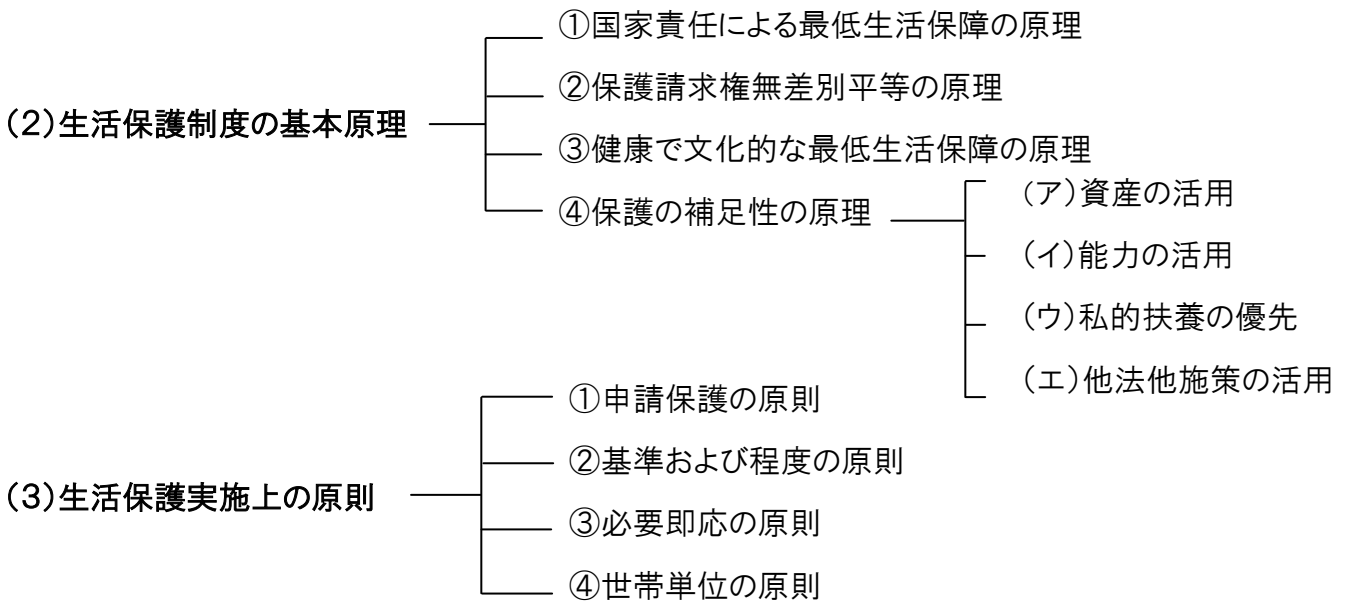 (2)生活保護制度の基本原理
①国家責任による最低生活保障の原理
②保護請求権無差別平等の原理
③健康で文化的な最低生活保障の原理
④保護の補足性の原理
(ア)資産の活用
(イ)能力の活用
(ウ)私的扶養の優先
(エ)他法他施策の活用
(3)生活保護実施上の原則
①申請保護の原則
②基準および程度の原則
③必要即応の原則
④世帯単位の原則